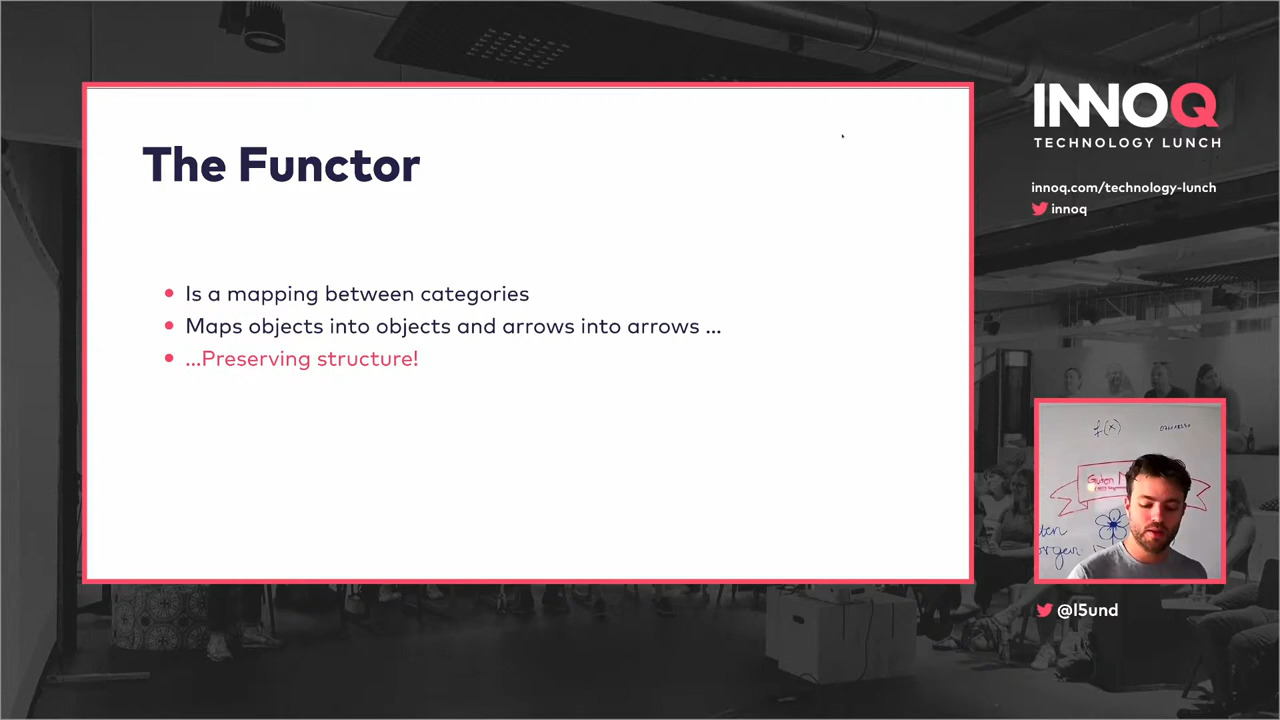 The Functor
Is a mapping between categories
Maps objects into objects and arrows into arrows ...
...Preserving structure!
INNOQ
TECHNOLOGY LUNCH
innoq.com/technology-lunch
innoq
f(x)
Guten
@l5und